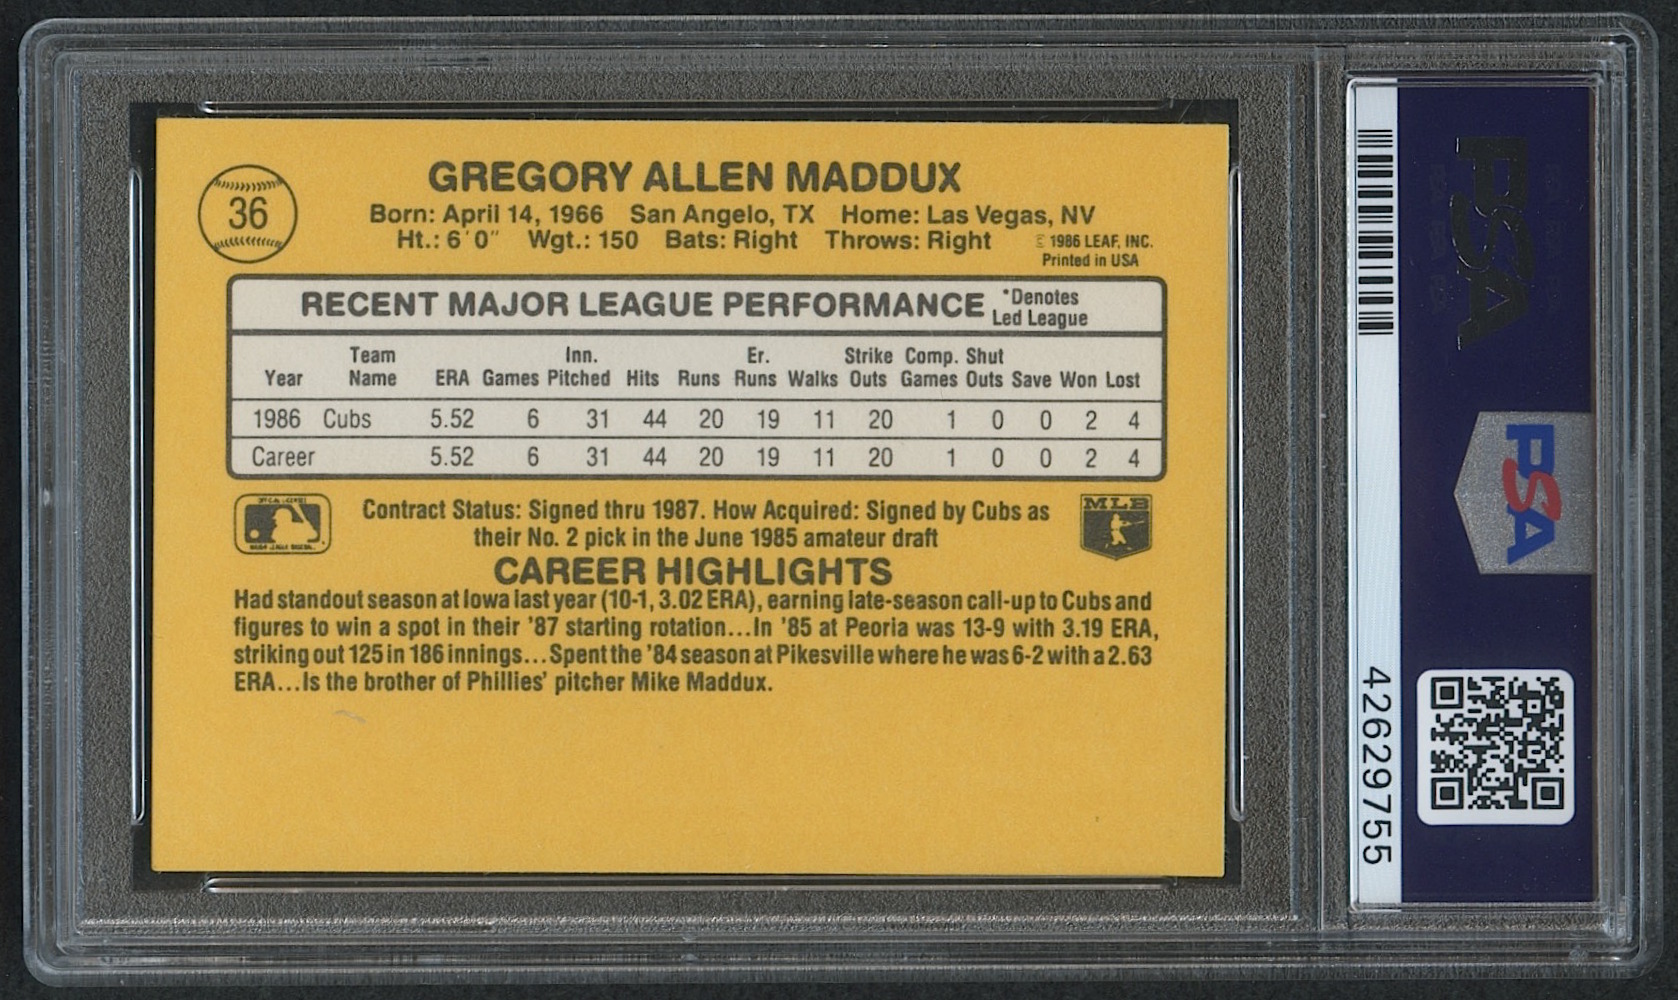 36
GREGORY ALLEN MADDUX
Born: April 14, 1966 San Angelo, TX Home: Las Vegas, NV
Ht.: 6'0" Wgt.: 150 Bats: Right Throws: Right
© 1986 LEAF, INC.
Printed in USA
RECENT MAJOR LEAGUE PERFORMANCE *Denotes
Led League
Year Team Name ERA Games Inn. Pitched Hits Runs Er. Runs Walks Strike Outs Comp. Games Shut Outs Save Won Lost
1986 Cubs 5.52 6 31 44 20 19 11 20 1 0 0 2 4
Career 5.52 6 31 44 20 19 11 20 1 0 0 2 4
Contract Status: Signed thru 1987. How Acquired: Signed by Cubs as
their No. 2 pick in the June 1985 amateur draft
MLB
CAREER HIGHLIGHTS
Had standout season at Iowa last year (10-1, 3.02 ERA), earning late-season call-up to Cubs and
figures to win a spot in their '87 starting rotation...In '85 at Peoria was 13-9 with 3.19 ERA,
striking out 125 in 186 innings...Spent the '84 season at Pikesville where he was 6-2 with a 2.63
ERA...Is the brother of Phillies' pitcher Mike Maddux.
PSA
PSA
42629755